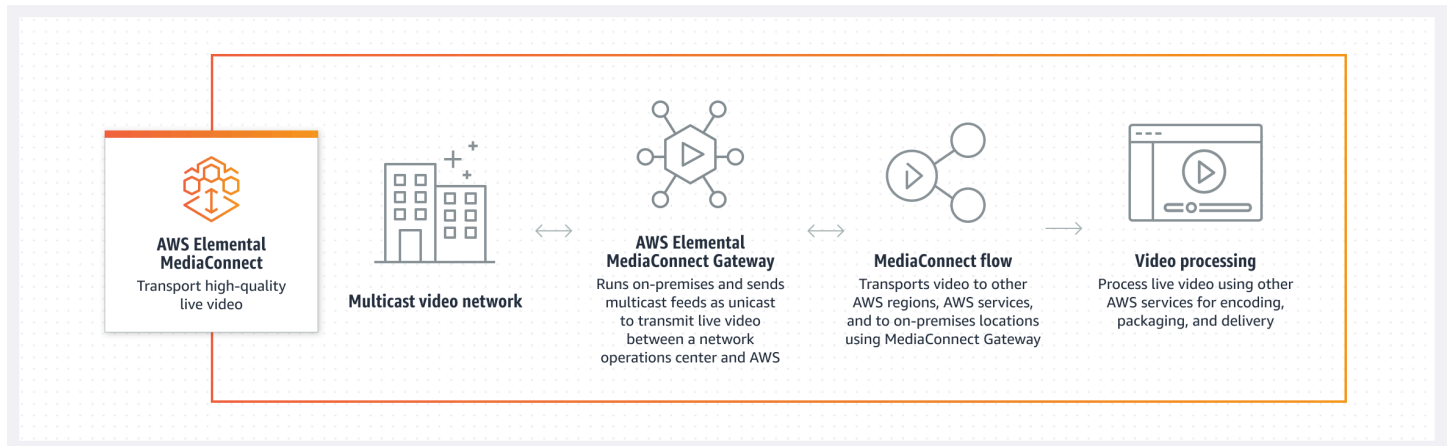 AWS Elemental
MediaConnect
Transport high-quality
live video
Multicast video network
AWS Elemental
MediaConnect Gateway
Runs on-premises and sends
multicast feeds as unicast
to transmit live video
between a network
operations center and AWS
MediaConnect flow
Transports video to other
AWS regions, AWS services,
and to on-premises locations
using MediaConnect Gateway
Video processing
Process live video using other
AWS services for encoding,
packaging, and delivery